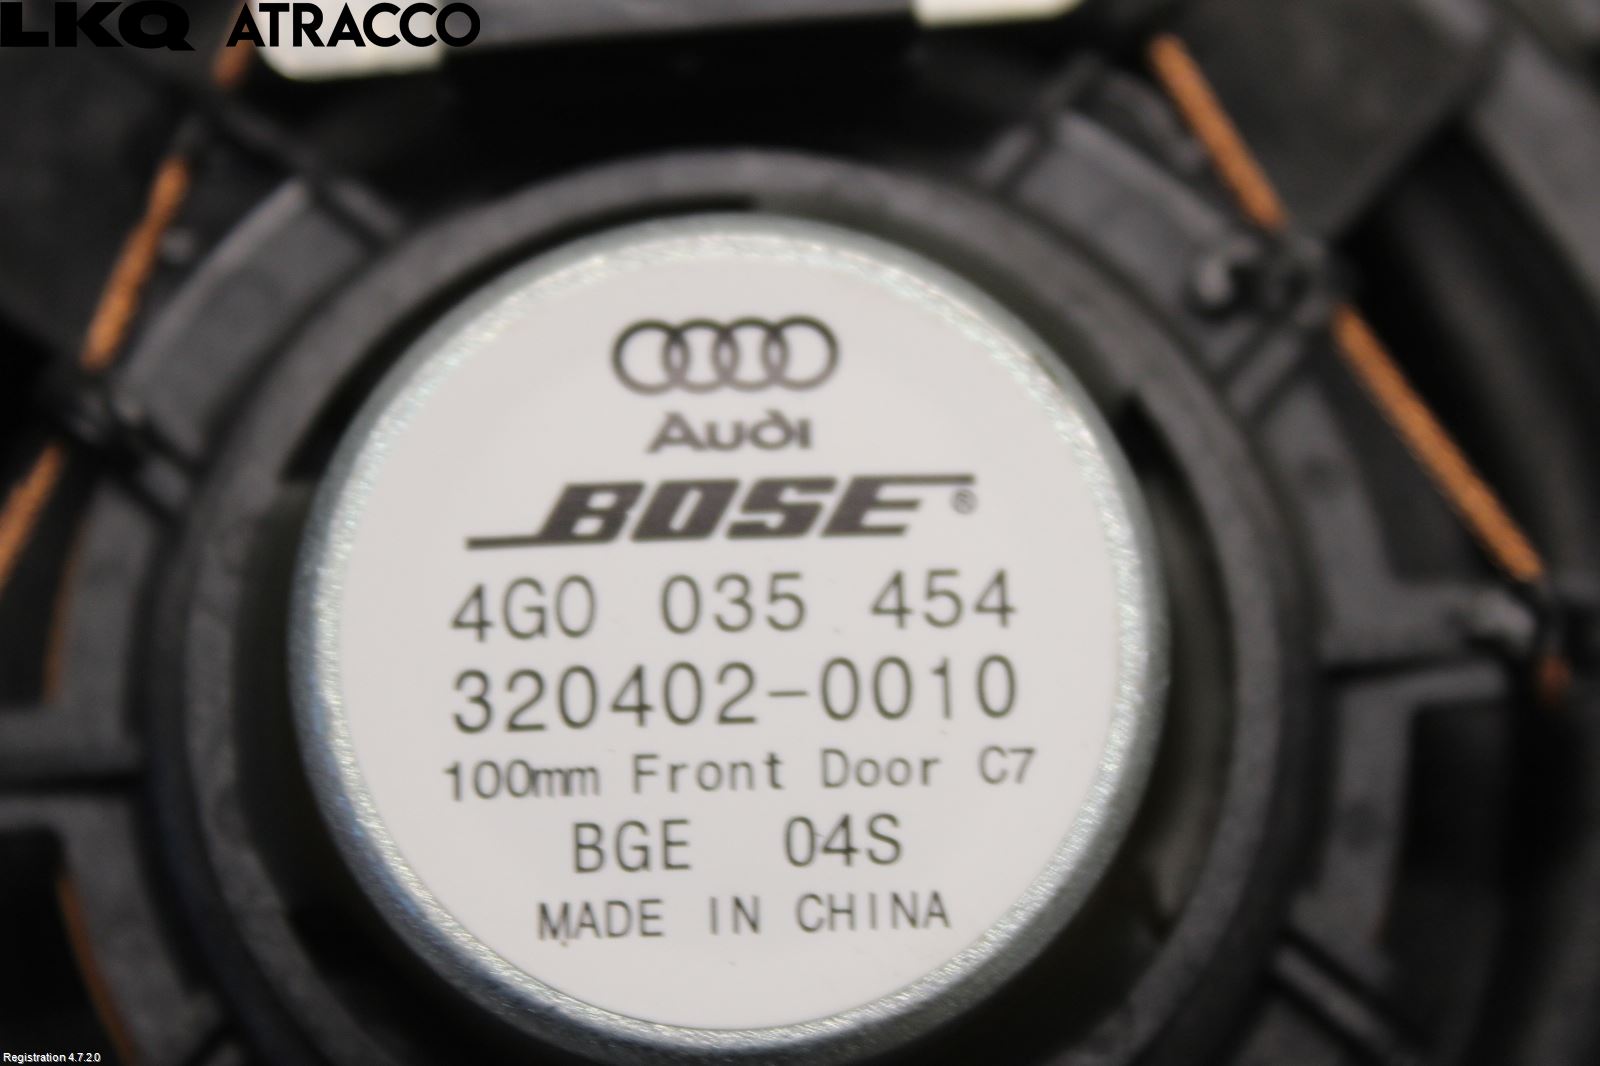 LKQ ATRACCO
Audi
BOSE®
4G0 035 454
320402-0010
100mm Front Door C7
BGE 04S
MADE IN CHINA
Registration 4.7.2.0